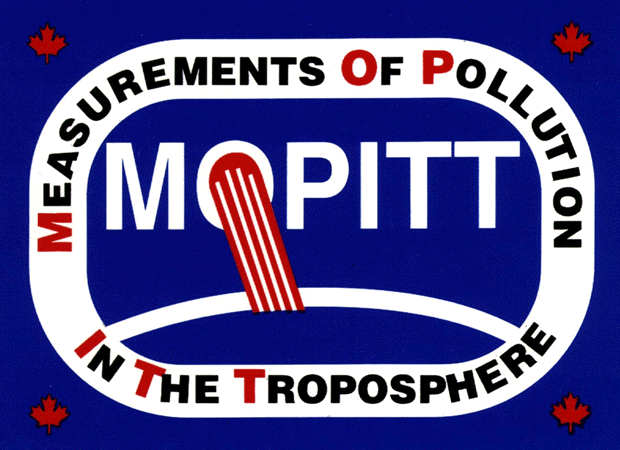 MEASUREMENTS OF POLLUTION
MOPITT
IN THE TROPOSPHERE